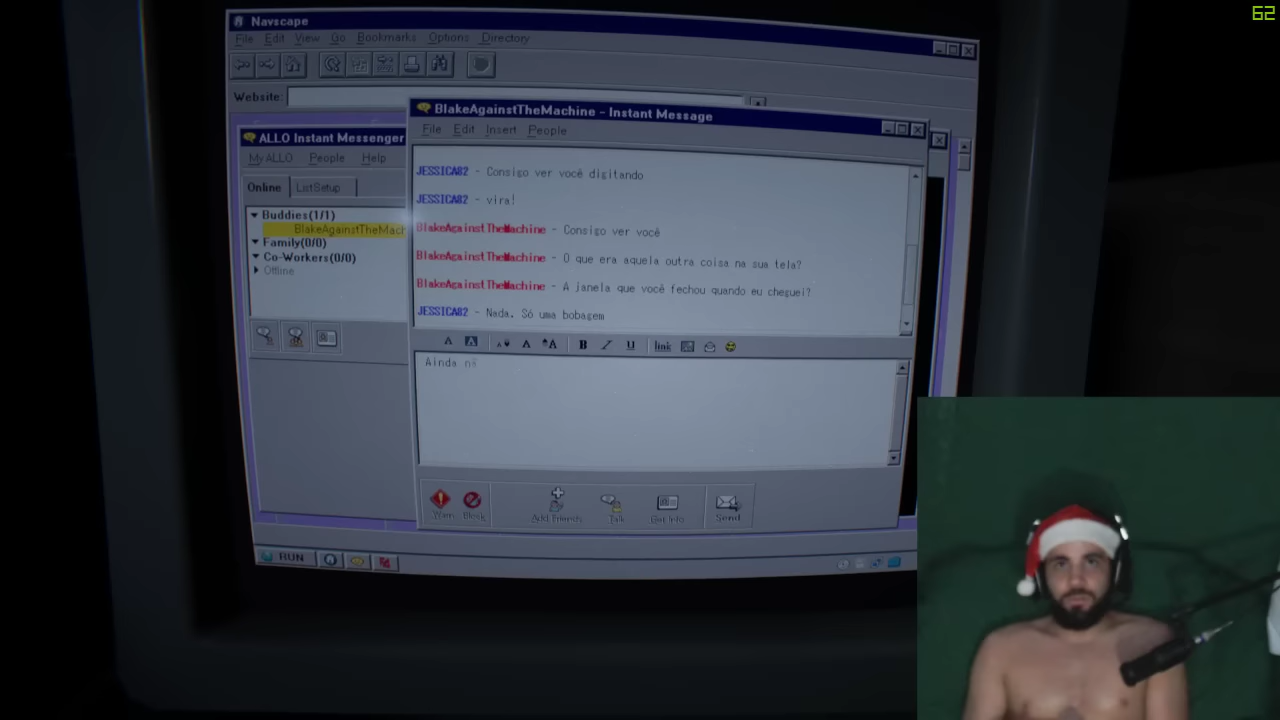 62
Navscape
File Edit View Go Bookmarks Options Directory
Website:
ALLO Instant Messenger
My ALLO People Help
Online List Setup
Buddies(1/1)
BlakeAgainstTheMach
Family(0/0)
Co-Workers(0/0)
Offline
BlakeAgainstTheMachine - Instant Message
File Edit Insert People
JESSICA82 - Consigo ver você digitando
JESSICA82 - vira!
BlakeAgainstTheMachine - Consigo ver você
BlakeAgainstTheMachine - O que era aquela outra coisa na sua tela?
BlakeAgainstTheMachine - A janela que você fechou quando eu cheguei?
JESSICA82 - Nada. Só uma bobagem
A A A A A B I U link
Ainda n
Warn Block Add Friends Talk Get Info Send
RUN